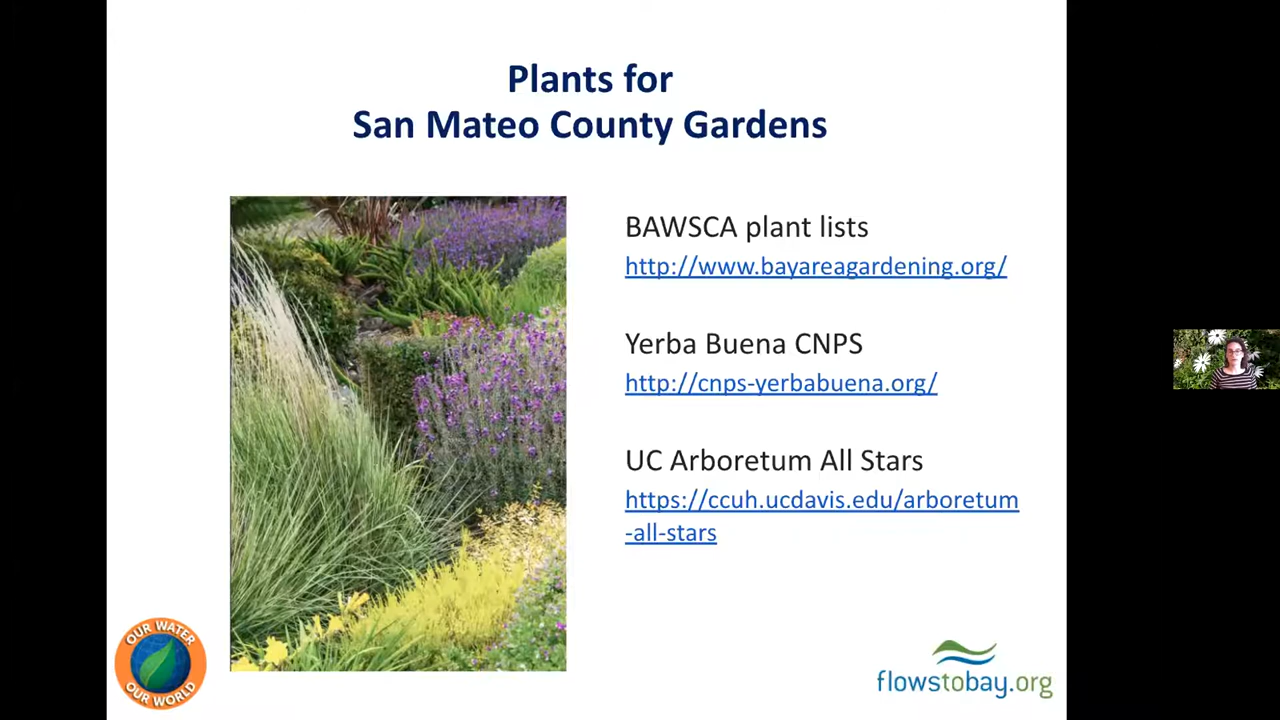 Plants for
San Mateo County Gardens
BAWSCA plant lists
http://www.bayareagardening.org/
Yerba Buena CNPS
http://cnps-yerbabuena.org/
UC Arboretum All Stars
https://ccuh.ucdavis.edu/arboretum
-all-stars
OUR WATER
OUR WORLD
flowstobay.org